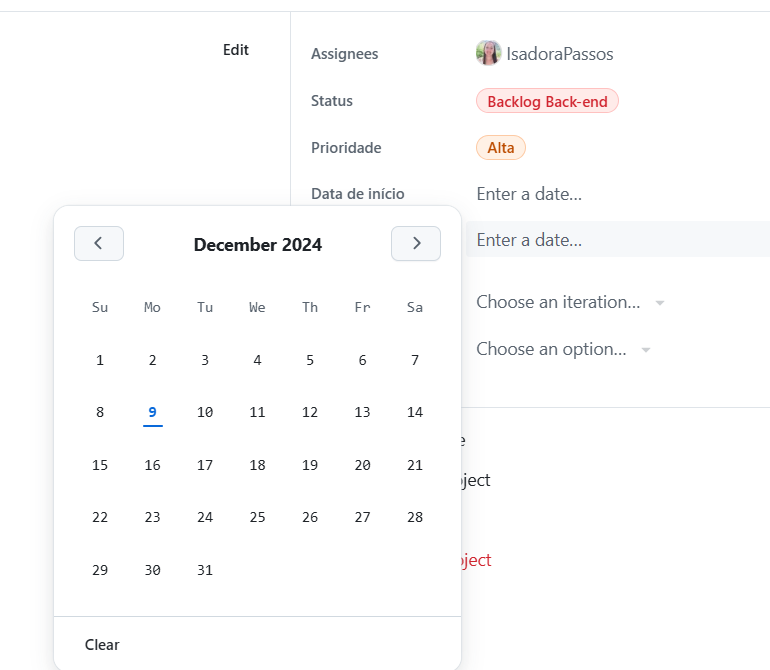 Edit
Assignees IsadoraPassos
Status Backlog Back-end
Prioridade Alta
Data de início Enter a date...
Enter a date...
Choose an iteration...
Choose an option...
December 2024
Su Mo Tu We Th Fr Sa
1 2 3 4 5 6 7
8 9 10 11 12 13 14
15 16 17 18 19 20 21
22 23 24 25 26 27 28
29 30 31
Clear